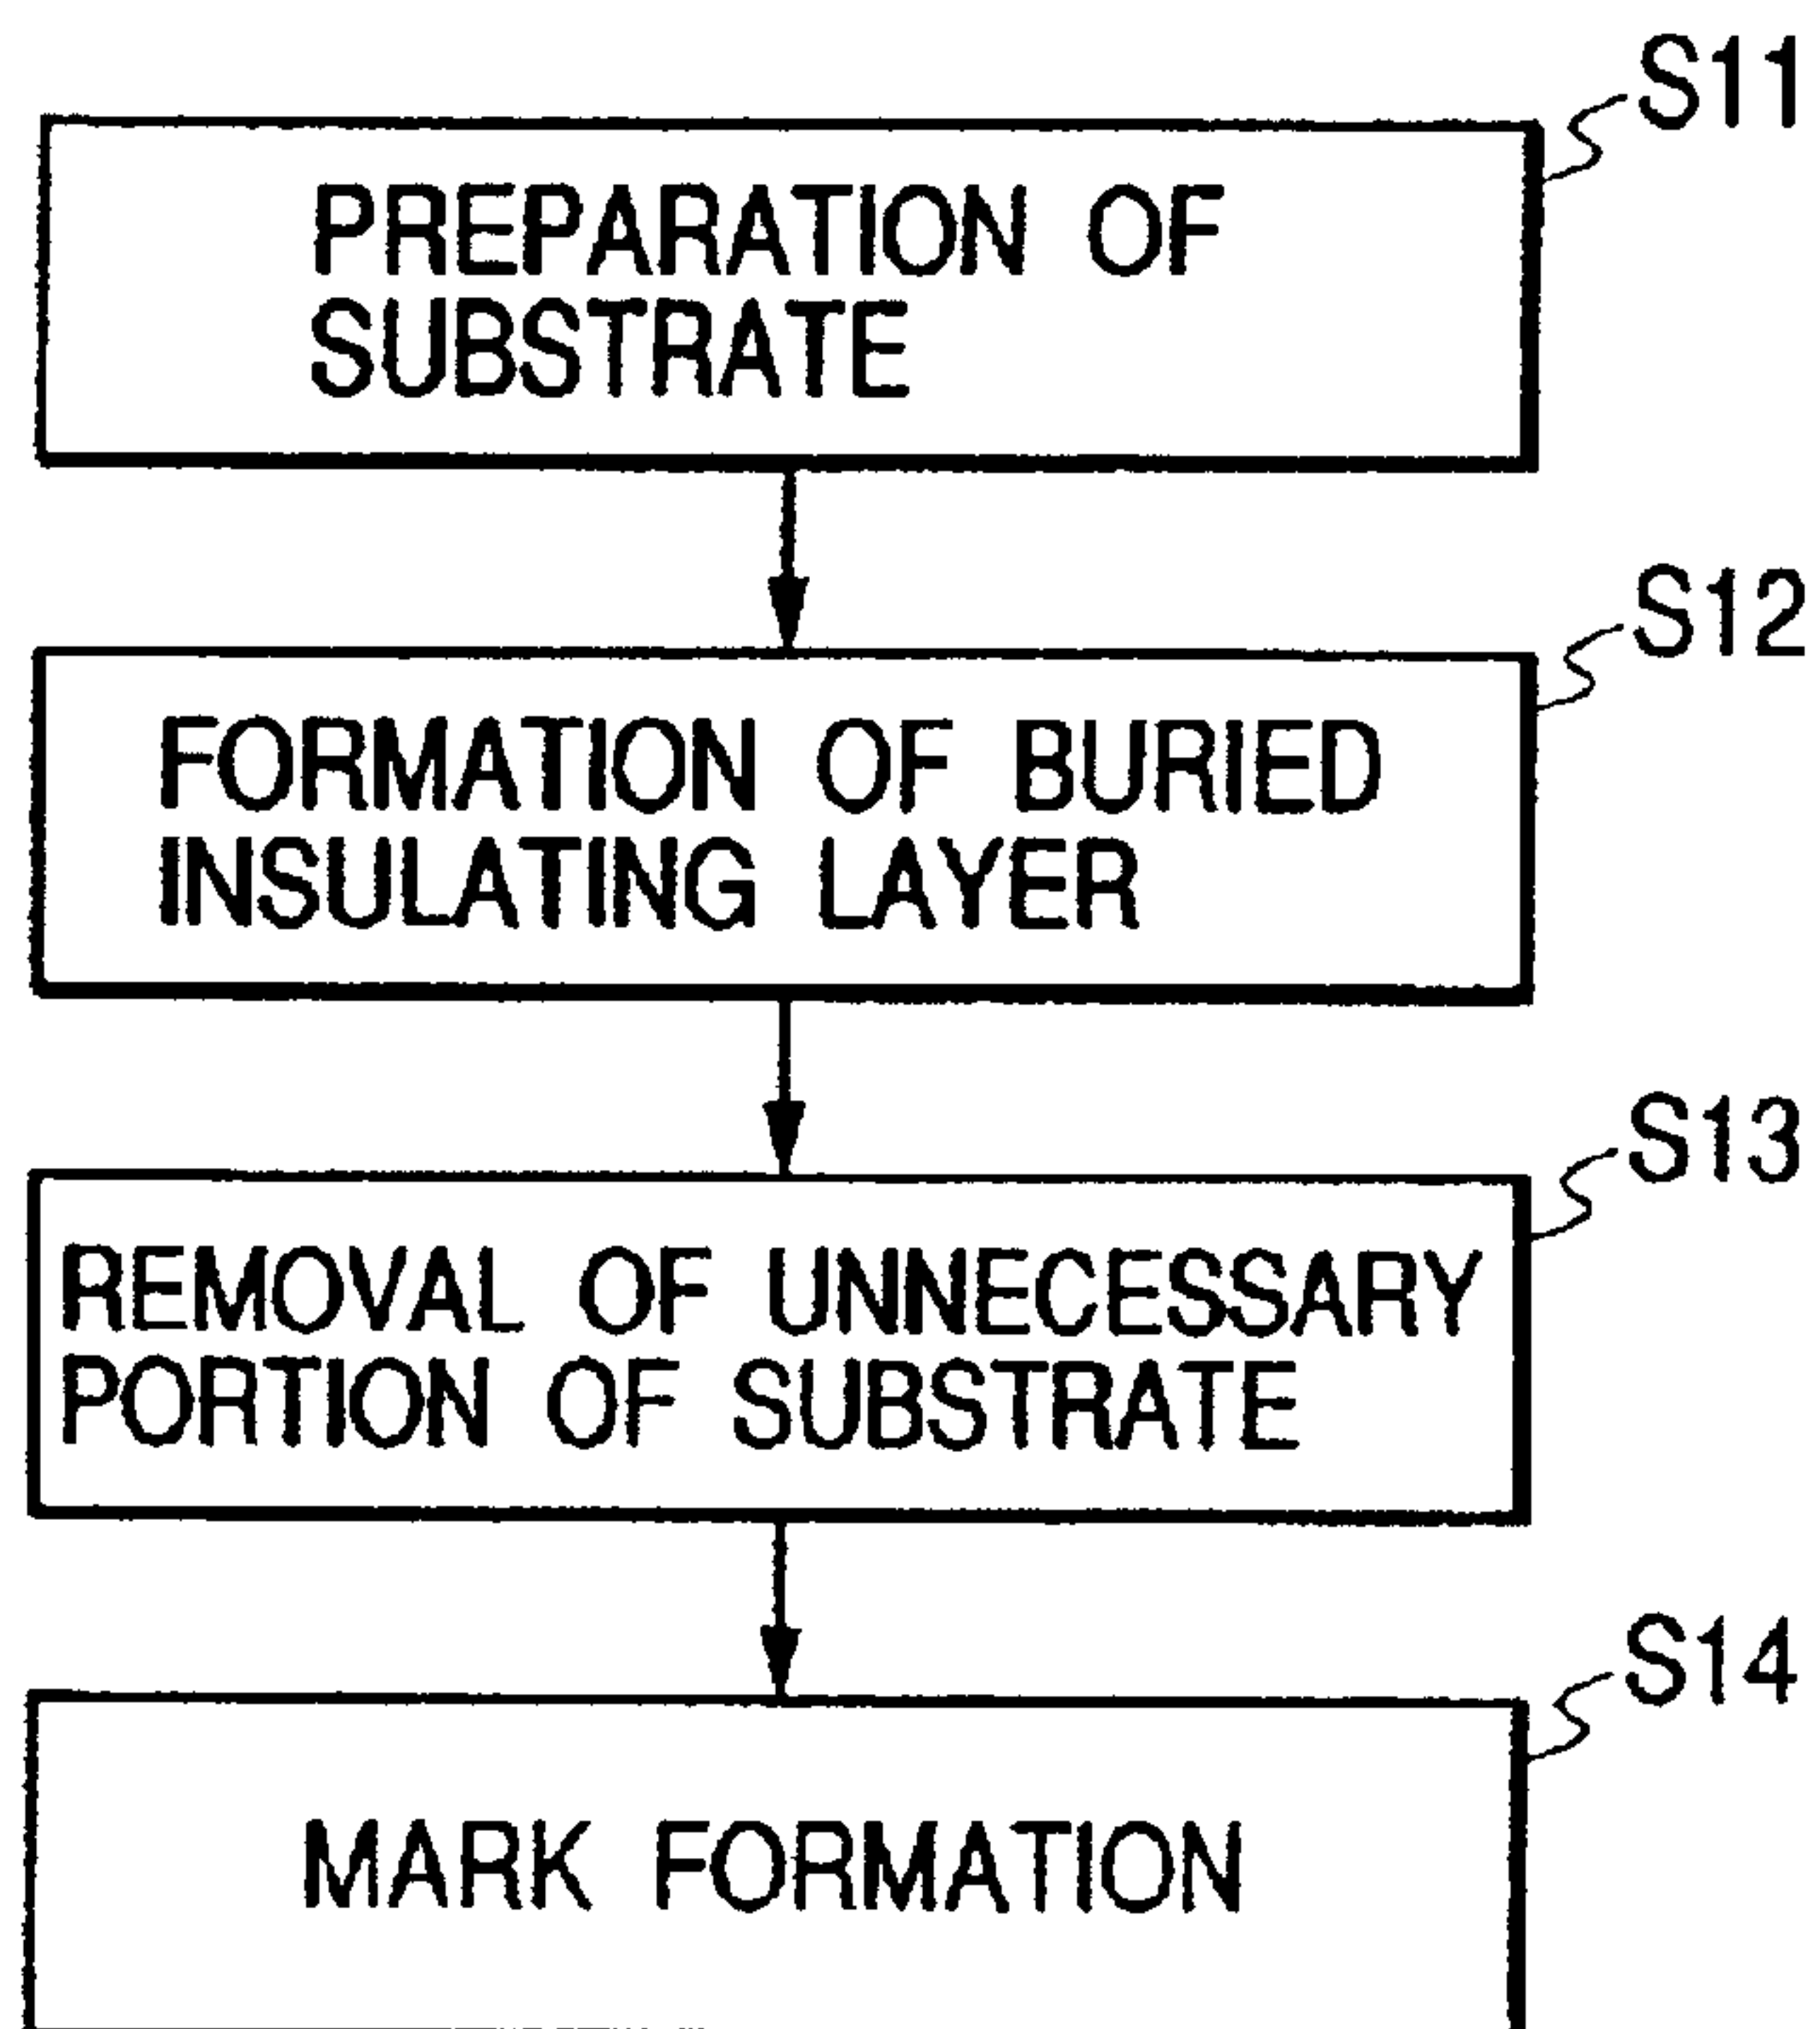 S11
PREPARATION OF
SUBSTRATE
S12
FORMATION OF BURIED
INSULATING LAYER
S13
REMOVAL OF UNNECESSARY
PORTION OF SUBSTRATE
S14
MARK FORMATION